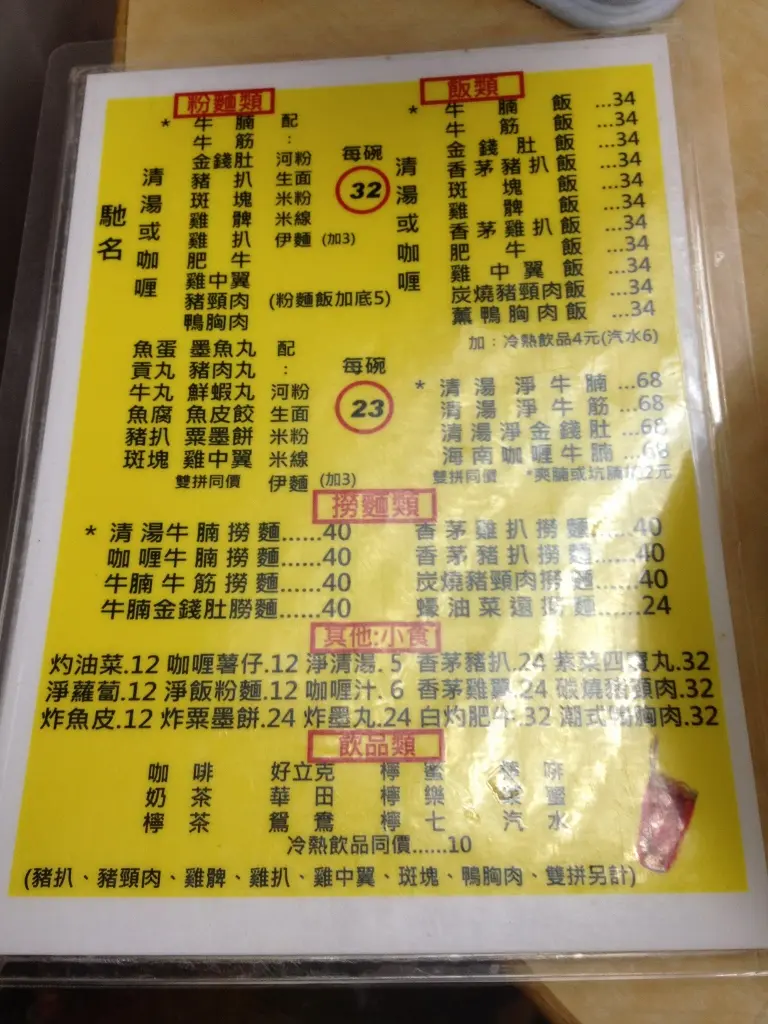 粉麵類
馳名
清湯或咖喱
* 牛腩
牛筋
金錢肚
豬扒
斑塊
雞髀
雞扒
肥牛
雞中翼
豬頸肉
鴨胸肉
配：
河粉
生面
米粉
米線
伊麵 (加3)
每碗
32
(粉麵飯加底5)
魚蛋 墨魚丸
貢丸 豬肉丸
牛丸 鮮蝦丸
魚腐 魚皮餃
豬扒 粟墨餅
斑塊 雞中翼
雙拼同價
配：
河粉
生面
米粉
米線
伊麵 (加3)
每碗
23
飯類
清湯或咖喱
* 牛腩飯...34
牛筋飯...34
金錢肚飯...34
香茅豬扒飯...34
斑塊飯...34
雞髀飯...34
香茅雞扒飯...34
肥牛飯...34
雞中翼飯...34
炭燒豬頸肉飯...34
薰鴨胸肉飯...34
加：冷熱飲品4元(汽水6)
* 清湯淨牛腩...68
清湯淨牛筋...68
清湯淨金錢肚...68
海南咖喱牛腩...68
雙拼同價 *爽腩或坑腩加2元
撈麵類
* 清湯牛腩撈麵......40
咖喱牛腩撈麵......40
牛腩牛筋撈麵......40
牛腩金錢肚撈麵......40
香茅雞扒撈麵......40
香茅豬扒撈麵......40
炭燒豬頸肉撈麵......40
蠔油菜遠撈麵......24
其他:小食
灼油菜.12 咖喱薯仔.12 淨清湯. 5 香茅豬扒.24 紫菜四寶丸.32
淨蘿蔔.12 淨飯粉麵.12 咖喱汁. 6 香茅雞翼.24 碳燒豬頸肉.32
炸魚皮.12 炸粟墨餅.24 炸墨丸.24 白灼肥牛.32 潮式鴨胸肉.32
飲品類
咖啡 好立克 檸蜜
奶茶 華田 檸樂
檸茶 鴛鴦 檸七 汽水
冷熱飲品同價......10
(豬扒、豬頸肉、雞髀、雞扒、雞中翼、斑塊、鴨胸肉、雙拼另計)